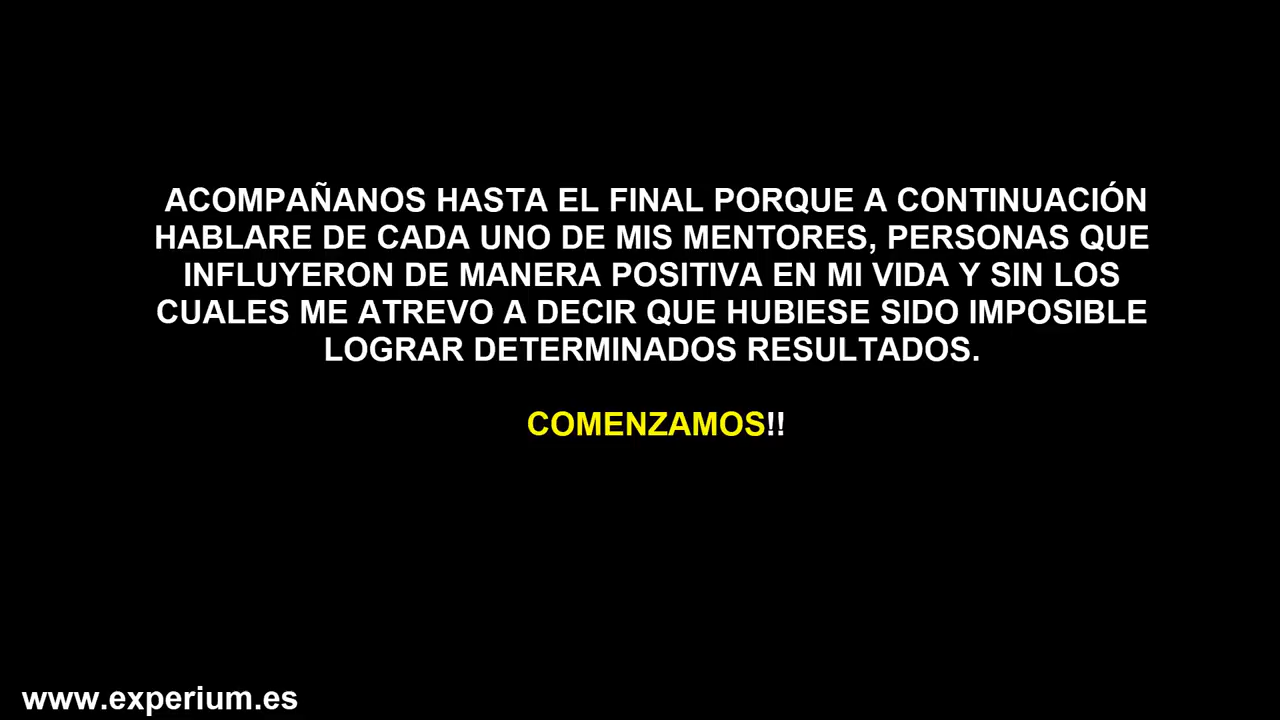 ACOMPAÑANOS HASTA EL FINAL PORQUE A CONTINUACIÓN
HABLARE DE CADA UNO DE MIS MENTORES, PERSONAS QUE
INFLUYERON DE MANERA POSITIVA EN MI VIDA Y SIN LOS
CUALES ME ATREVO A DECIR QUE HUBIESE SIDO IMPOSIBLE
LOGRAR DETERMINADOS RESULTADOS.
COMENZAMOS!!
www.experium.es